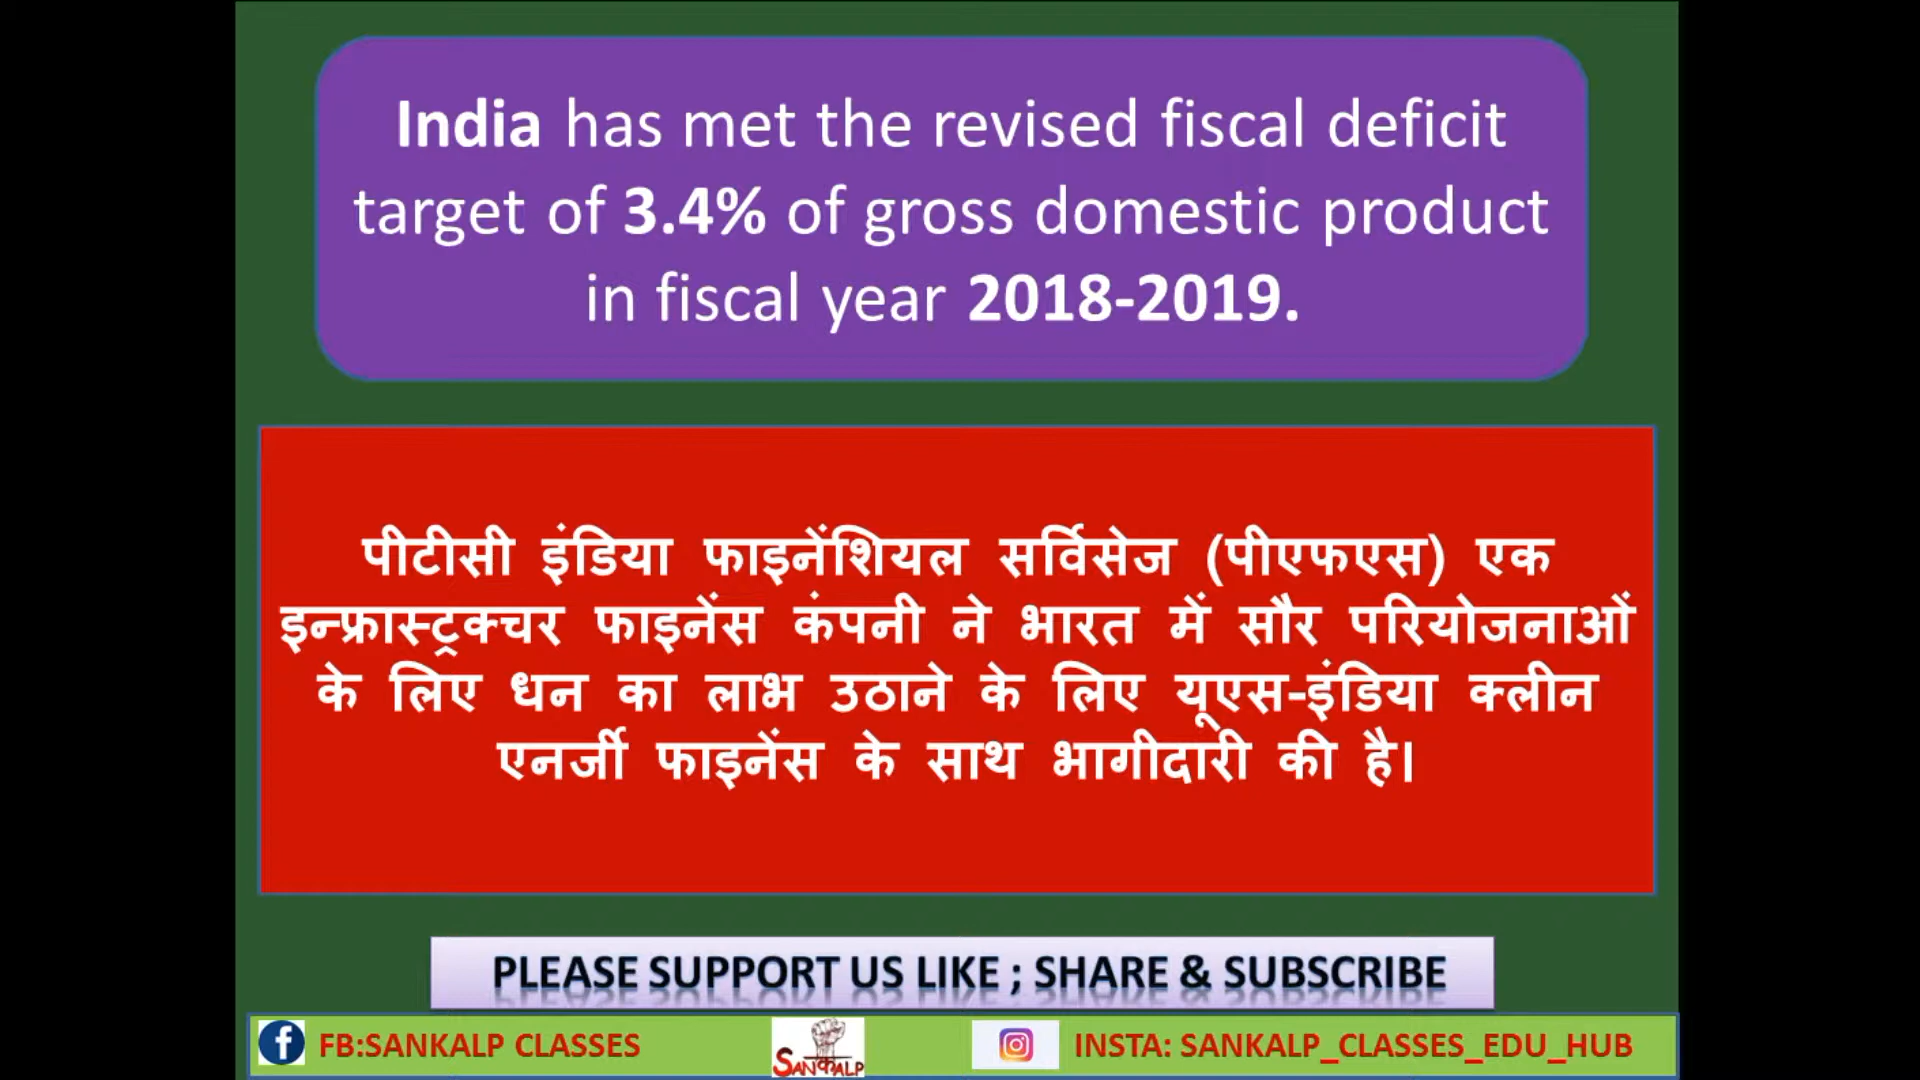 India has met the revised fiscal deficit
target of 3.4% of gross domestic product
in fiscal year 2018-2019.
पीटीसी इंडिया फाइनेंशियल सर्विसेज (पीएफएस) एक
इन्फ्रास्ट्रक्चर फाइनेंस कंपनी ने भारत में सौर परियोजनाओं
के लिए धन का लाभ उठाने के लिए यूएस-इंडिया क्लीन
एनर्जी फाइनेंस के साथ भागीदारी की है।
PLEASE SUPPORT US LIKE ; SHARE & SUBSCRIBE
f FB:SANKALP CLASSES
SANकALP
INSTA: SANKALP_CLASSES_EDU_HUB